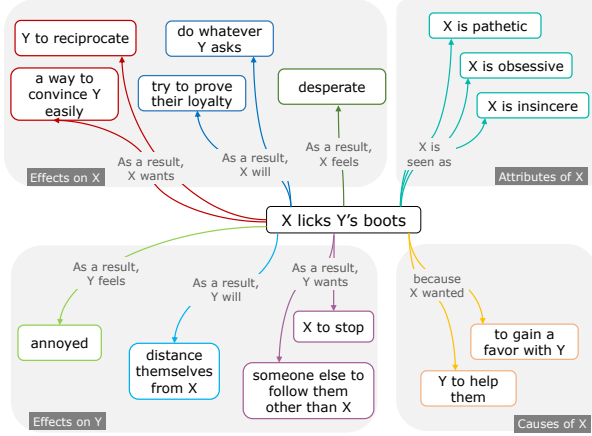 Y to reciprocate
a way to
convince Y
easily
do whatever
Y asks
try to prove
their loyalty
desperate
As a result,
X wants
As a result,
X will
As a result,
X feels
Effects on X
X is pathetic
X is obsessive
X is insincere
X is
seen as
Attributes of X
X licks Y's boots
As a result,
Y feels
As a result,
Y will
As a result,
Y wants
annoyed
distance
themselves
from X
X to stop
someone else to
follow them
other than X
Effects on Y
because
X wanted
to gain a
favor with Y
Y to help
them
Causes of X